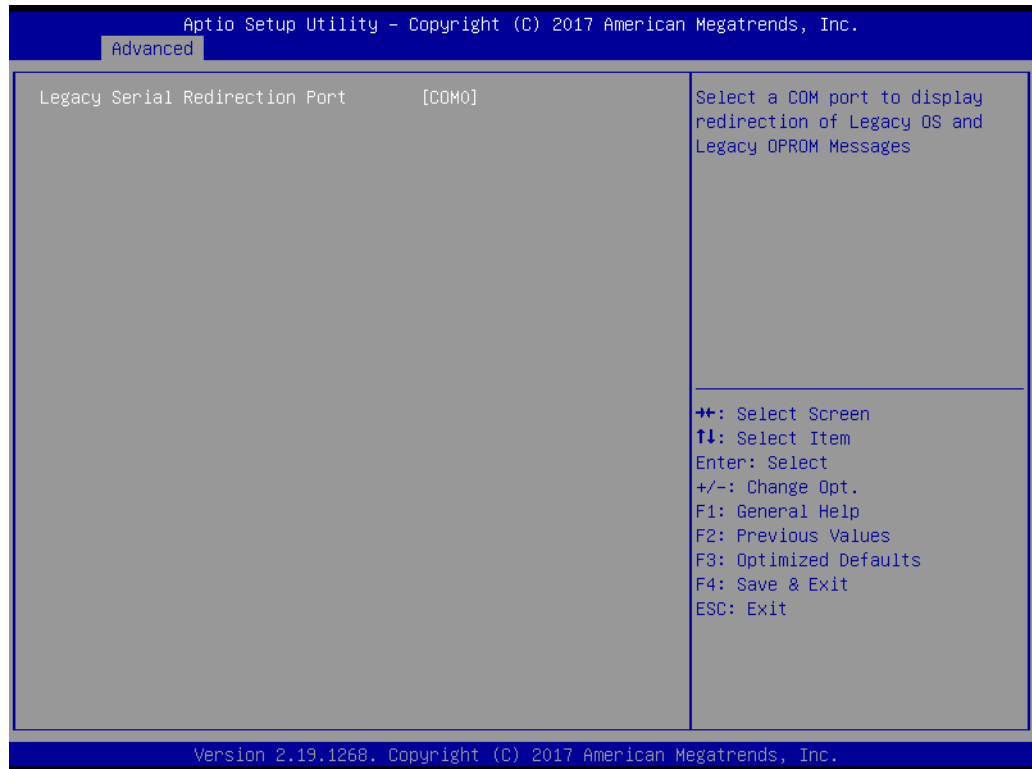 Aptio Setup Utility – Copyright (C) 2017 American Megatrends, Inc.
Advanced
Legacy Serial Redirection Port [COM0]
Select a COM port to display
redirection of Legacy OS and
Legacy OPROM Messages
→←: Select Screen
↑↓: Select Item
Enter: Select
+/-: Change Opt.
F1: General Help
F2: Previous Values
F3: Optimized Defaults
F4: Save & Exit
ESC: Exit
Version 2.19.1268. Copyright (C) 2017 American Megatrends, Inc.